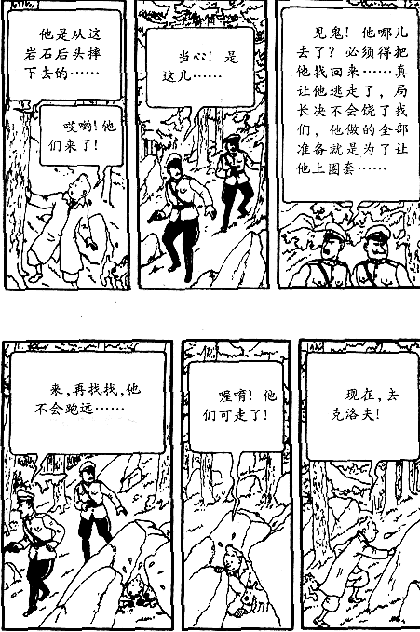 他是从这
岩石后头摔
下去的……
哎哟!他
们来了!
当心!是
这儿……
见鬼!他哪儿
去了?必须得把
他找回来……真
让他逃走了,局
长决不会饶了我
们,他做的全部
准备就是为了让
他上圈套……
来,再找找,他
不会跑远……
喔唷!他
们可走了!
现在,去
克洛夫!